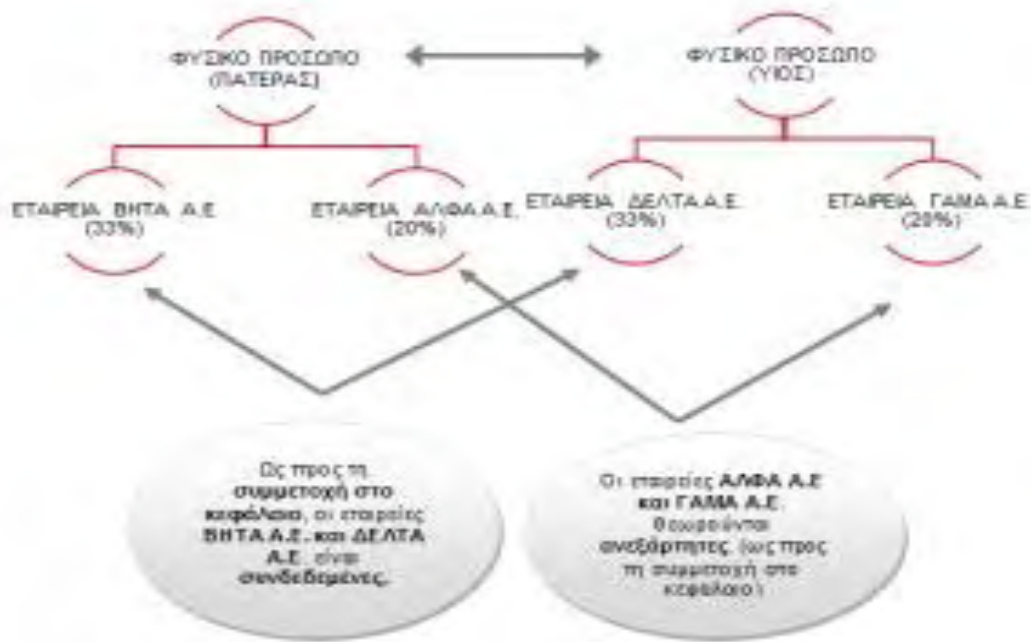 ΦΥΣΙΚΟ ΠΡΟΣΩΠΟ
(ΠΑΤΕΡΑΣ)
ΦΥΣΙΚΟ ΠΡΟΣΩΠΟ
(ΥΙΟΣ)
ΕΤΑΙΡΕΙΑ ΒΗΤΑ Α.Ε.
(33%)
ΕΤΑΙΡΕΙΑ ΑΛΦΑ Α.Ε.
(20%)
ΕΤΑΙΡΕΙΑ ΔΕΛΤΑ Α.Ε.
(33%)
ΕΤΑΙΡΕΙΑ ΓΑΜΑ Α.Ε.
(20%)
Ως προς τη
συμμετοχή στο
κεφάλαιο, οι εταιρείες
ΒΗΤΑ Α.Ε. και ΔΕΛΤΑ
Α.Ε. είναι
συνδεδεμένες.
Οι εταιρείες ΑΛΦΑ Α.Ε
και ΓΑΜΑ Α.Ε.
θεωρούνται
ανεξάρτητες. (ως προς
τη συμμετοχή στο
κεφάλαιο)